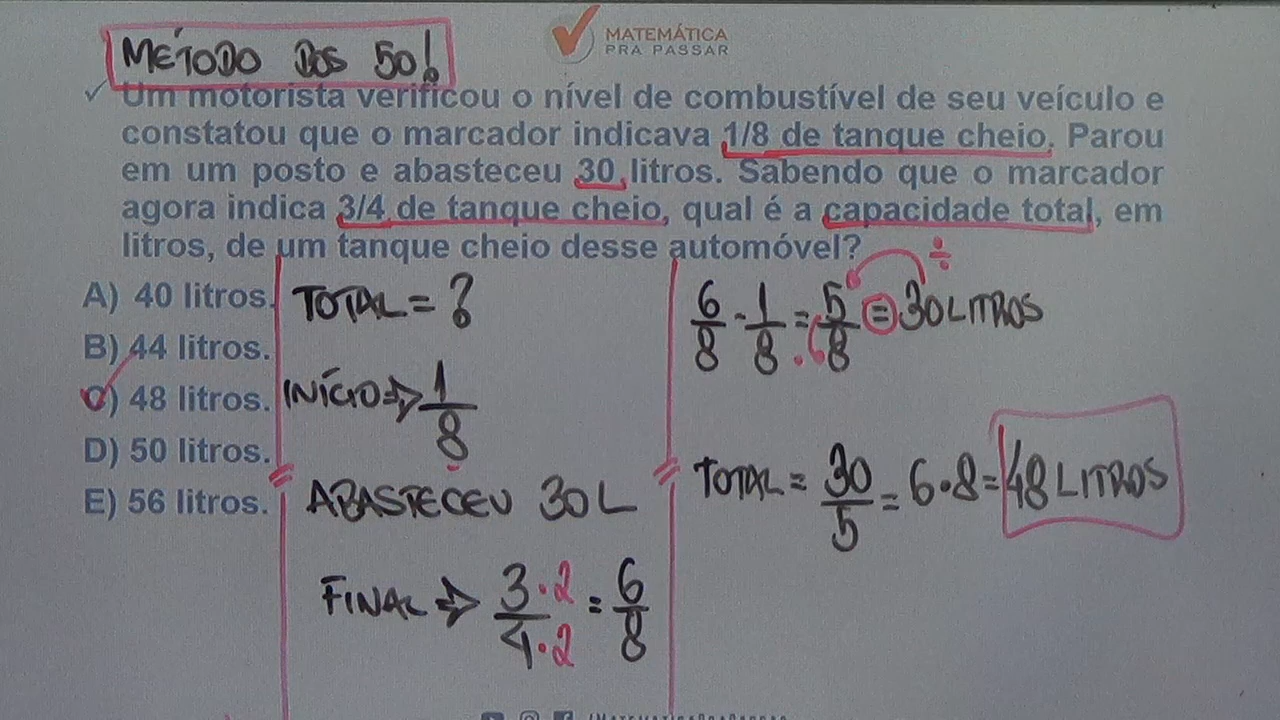 MÉTODO DOS 50!
MATEMÁTICA
PRA PASSAR
✓ Um motorista verificou o nível de combustível de seu veículo e
constatou que o marcador indicava 1/8 de tanque cheio. Parou
em um posto e abasteceu 30 litros. Sabendo que o marcador
agora indica 3/4 de tanque cheio, qual é a capacidade total, em
litros, de um tanque cheio desse automóvel?
A) 40 litros.
B) 44 litros.
C) 48 litros.
D) 50 litros.
E) 56 litros.
TOTAL = ?
INÍCIO ⇒ 1/8
ABASTECEU 30L
FINAL ⇒ 3·2/4·2 = 6/8
÷
6/8 - 1/8 = 5/8 = 30 LITROS
TOTAL = 30/5 = 6·8 = 48 LITROS